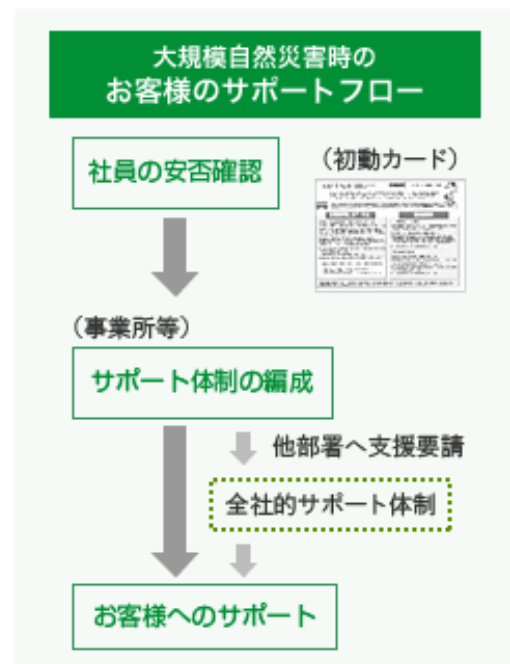 大規模自然災害時の
お客様のサポートフロー
社員の安否確認
（初動カード）
（事業所等）
サポート体制の編成
他部署へ支援要請
全社的サポート体制
お客様へのサポート